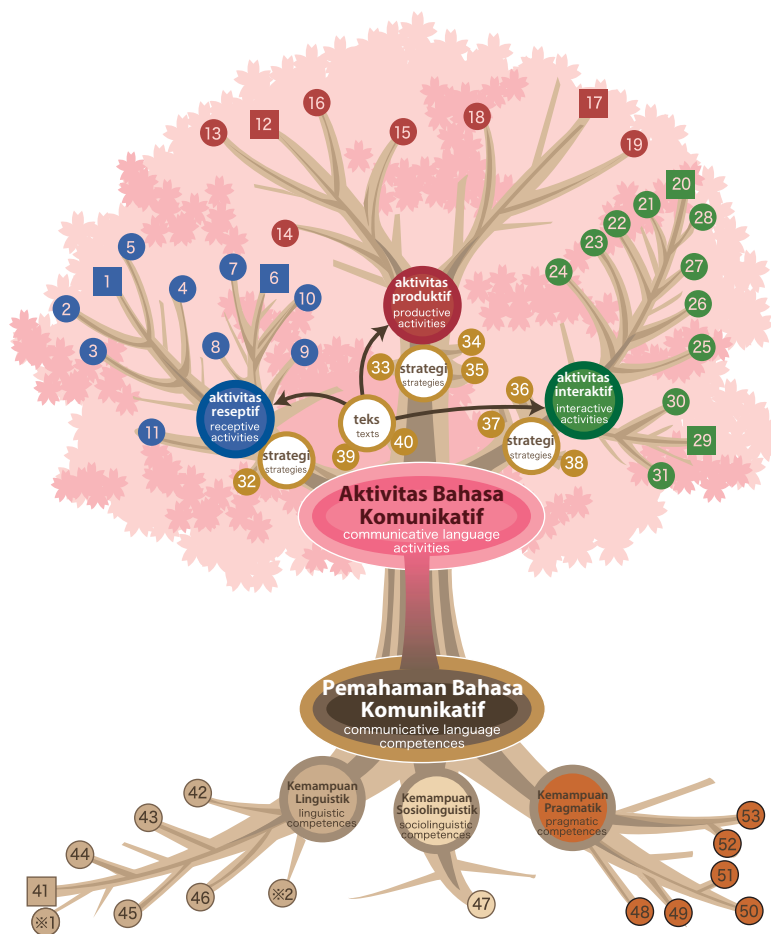 16
12
13
15
18
17
19
14
20
21
28
22
23
24
27
26
25
5
1
7
6
4
10
2
8
3
9
11
aktivitas
produktif
productive
activities
33
34
35
strategi
strategies
aktivitas
reseptif
receptive
activities
teks
texts
39
40
strategi
strategies
32
36
37
38
strategi
strategies
aktivitas
interaktif
interactive
activities
30
29
31
Aktivitas Bahasa
Komunikatif
communicative language
activities
Pemahaman Bahasa
Komunikatif
communicative language
competences
Kemampuan
Linguistik
linguistic
competences
Kemampuan
Sosiolinguistik
sociolinguistic
competences
Kemampuan
Pragmatik
pragmatic
competences
42
43
44
41
※1
45
46
※2
47
53
52
51
50
49
48